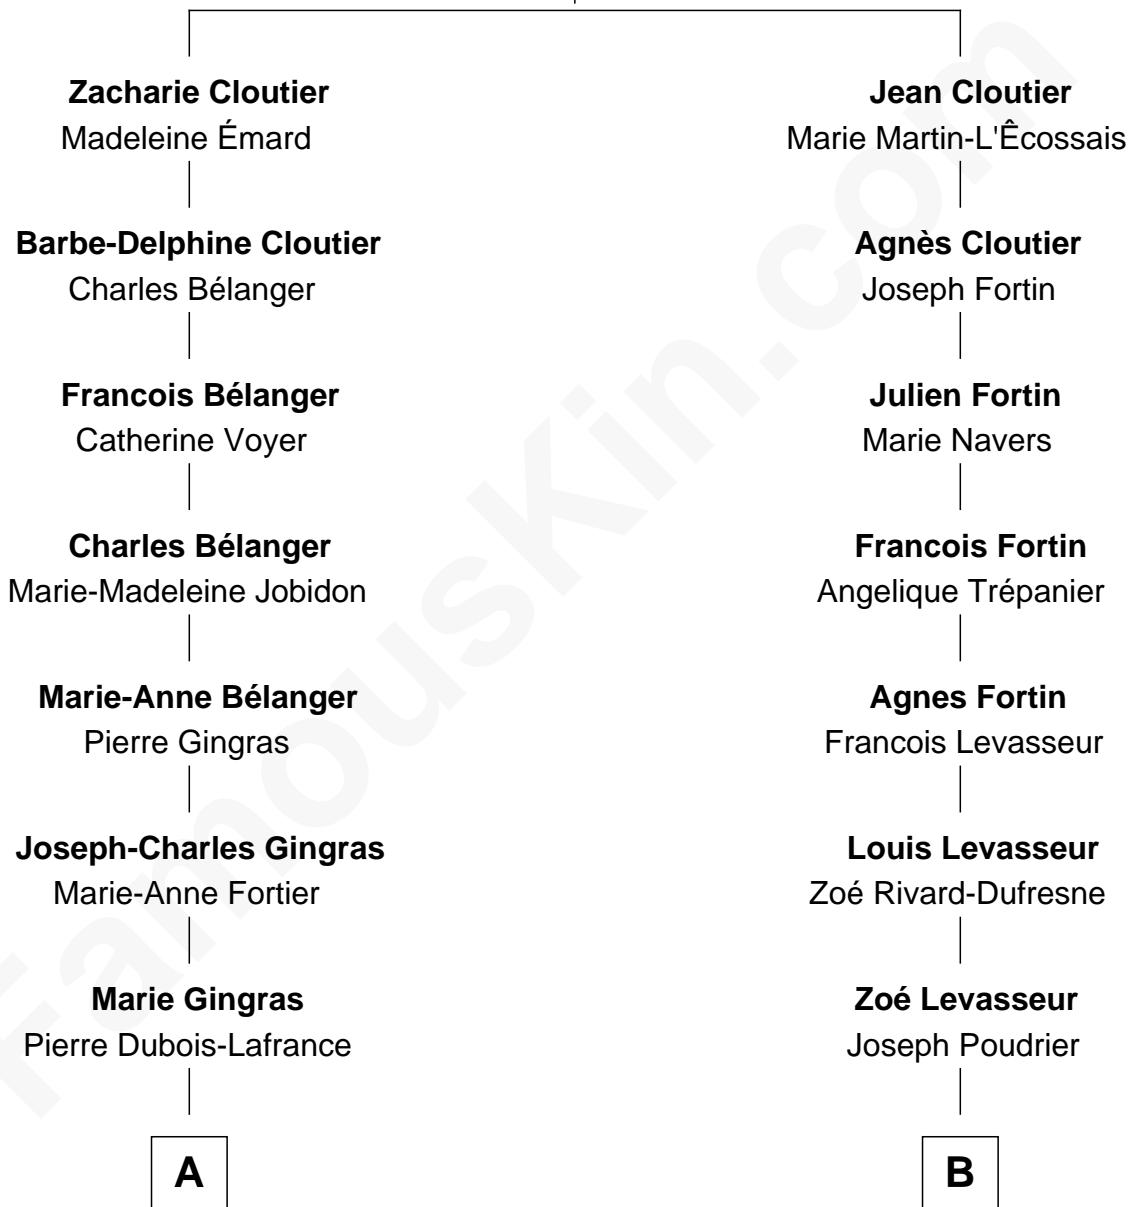 Zacharie Cloutier
Madeleine Émard
Barbe-Delphine Cloutier
Charles Bélanger
Francois Bélanger
Catherine Voyer
Charles Bélanger
Marie-Madeleine Jobidon
Marie-Anne Bélanger
Pierre Gingras
Joseph-Charles Gingras
Marie-Anne Fortier
Marie Gingras
Pierre Dubois-Lafrance
A
Jean Cloutier
Marie Martin-L'Êcossais
Agnès Cloutier
Joseph Fortin
Julien Fortin
Marie Navers
Francois Fortin
Angelique Trépanier
Agnes Fortin
Francois Levasseur
Louis Levasseur
Zoé Rivard-Dufresne
Zoé Levasseur
Joseph Poudrier
B
FamousKin.com